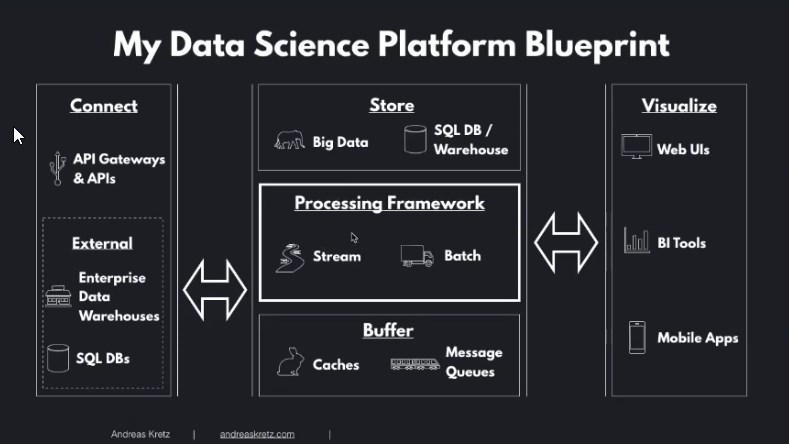 My Data Science Platform Blueprint
Connect
API Gateways
& APIs
External
Enterprise
Data
Warehouses
SQL DBs
Store
Big Data
SQL DB /
Warehouse
Processing Framework
Stream
Batch
Buffer
Caches
Message
Queues
Visualize
Web UIs
BI Tools
Mobile Apps
Andreas Kretz | andreaskretz.com |